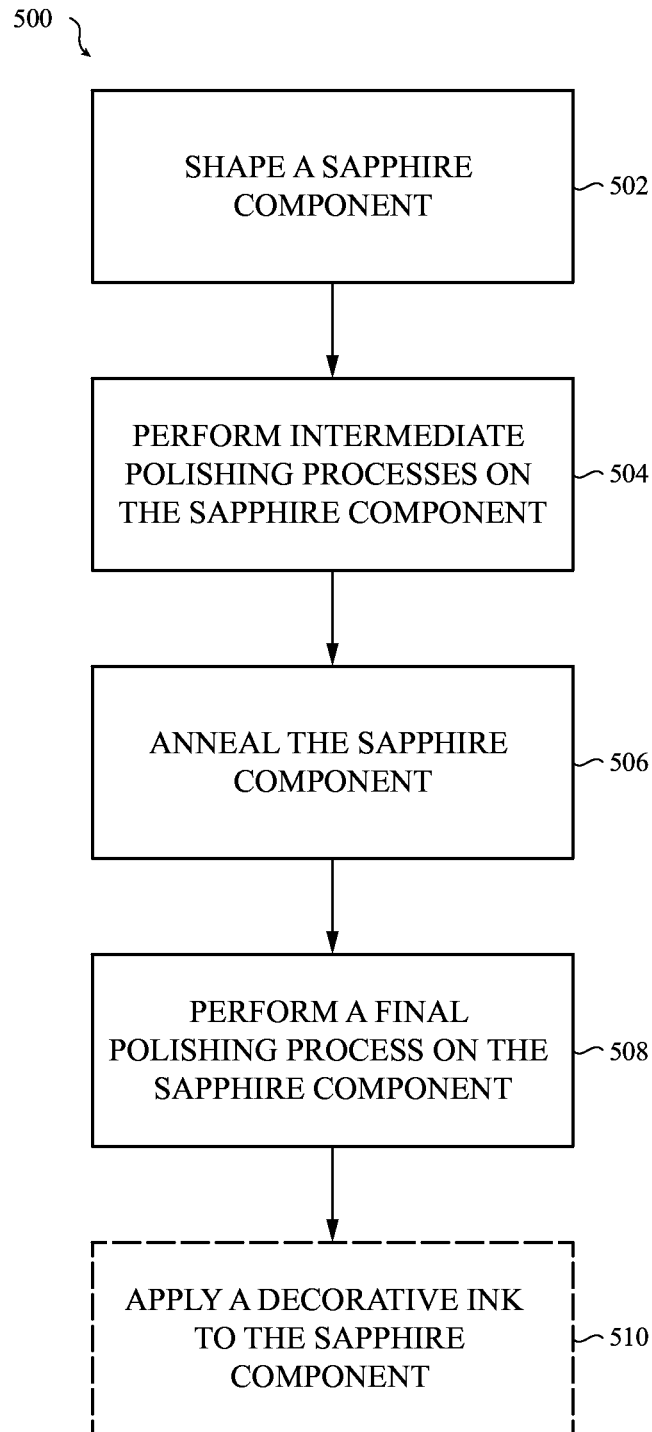 500
SHAPE A SAPPHIRE
COMPONENT
502
PERFORM INTERMEDIATE
POLISHING PROCESSES ON
THE SAPPHIRE COMPONENT
504
ANNEAL THE SAPPHIRE
COMPONENT
506
PERFORM A FINAL
POLISHING PROCESS ON THE
SAPPHIRE COMPONENT
508
APPLY A DECORATIVE INK
TO THE SAPPHIRE
COMPONENT
510